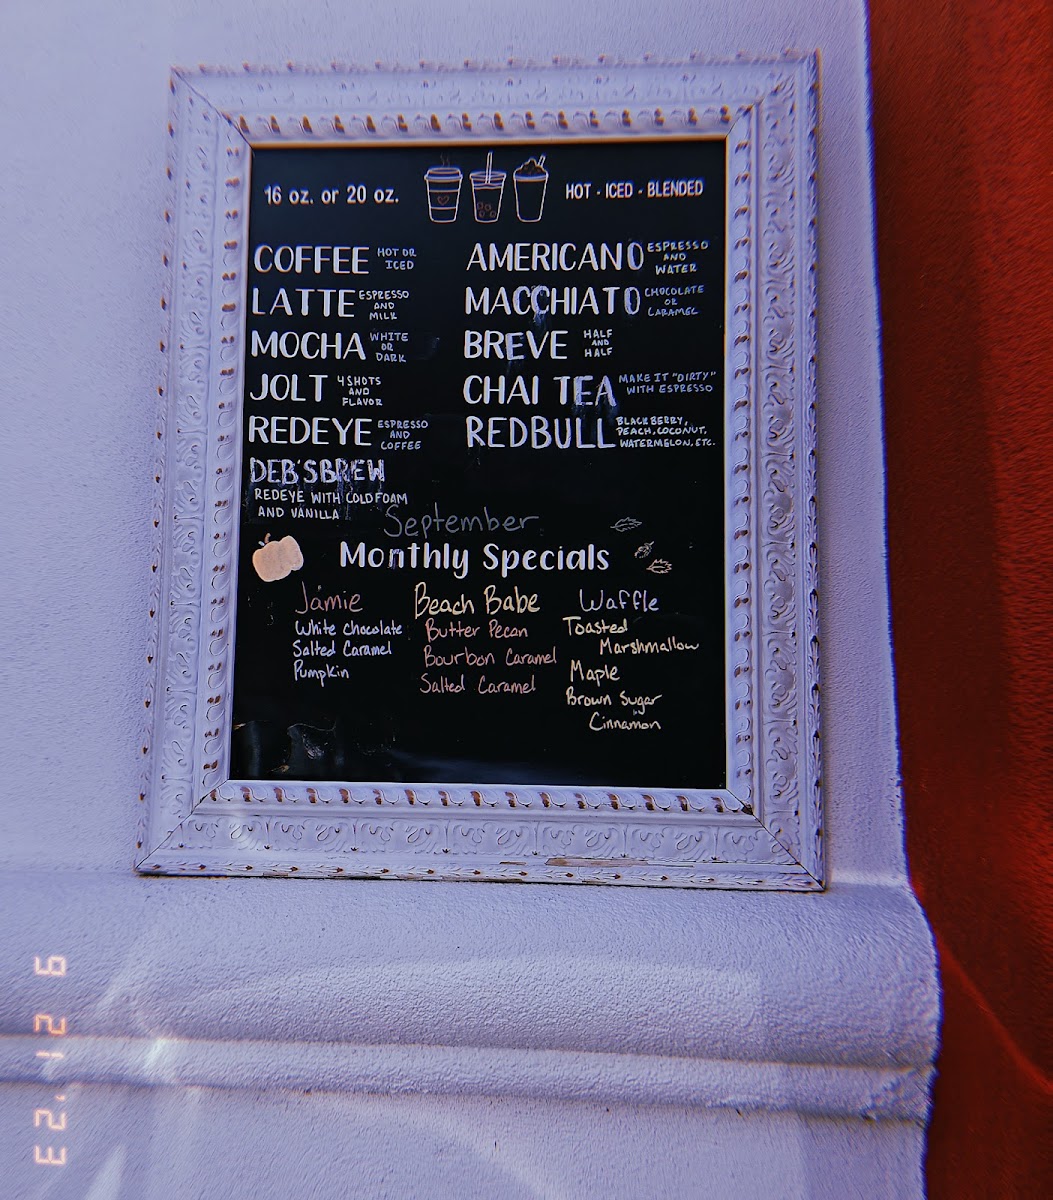 16 oz. or 20 oz.
HOT - ICED - BLENDED
COFFEE HOT OR
ICED
LATTE ESPRESSO
AND
MILK
MOCHA WHITE
OR
DARK
JOLT 4 SHOTS
AND
FLAVOR
REDEYE ESPRESSO
AND
COFFEE
DEB'S BREW
REDEYE WITH COLD FOAM
AND VANILLA
AMERICANO ESPRESSO
AND
WATER
MACCHIATO CHOCOLATE
OR
CARAMEL
BREVE HALF
AND
HALF
CHAI TEA MAKE IT "DIRTY"
WITH ESPRESSO
REDBULL BLACKBERRY,
PEACH, COCONUT,
WATERMELON, ETC.
September
Monthly Specials
Jamie
White Chocolate
Salted Caramel
Pumpkin
Beach Babe
Butter Pecan
Bourbon Caramel
Salted Caramel
Waffle
Toasted
Marshmallow
Maple
Brown Sugar
Cinnamon
9 21 '23